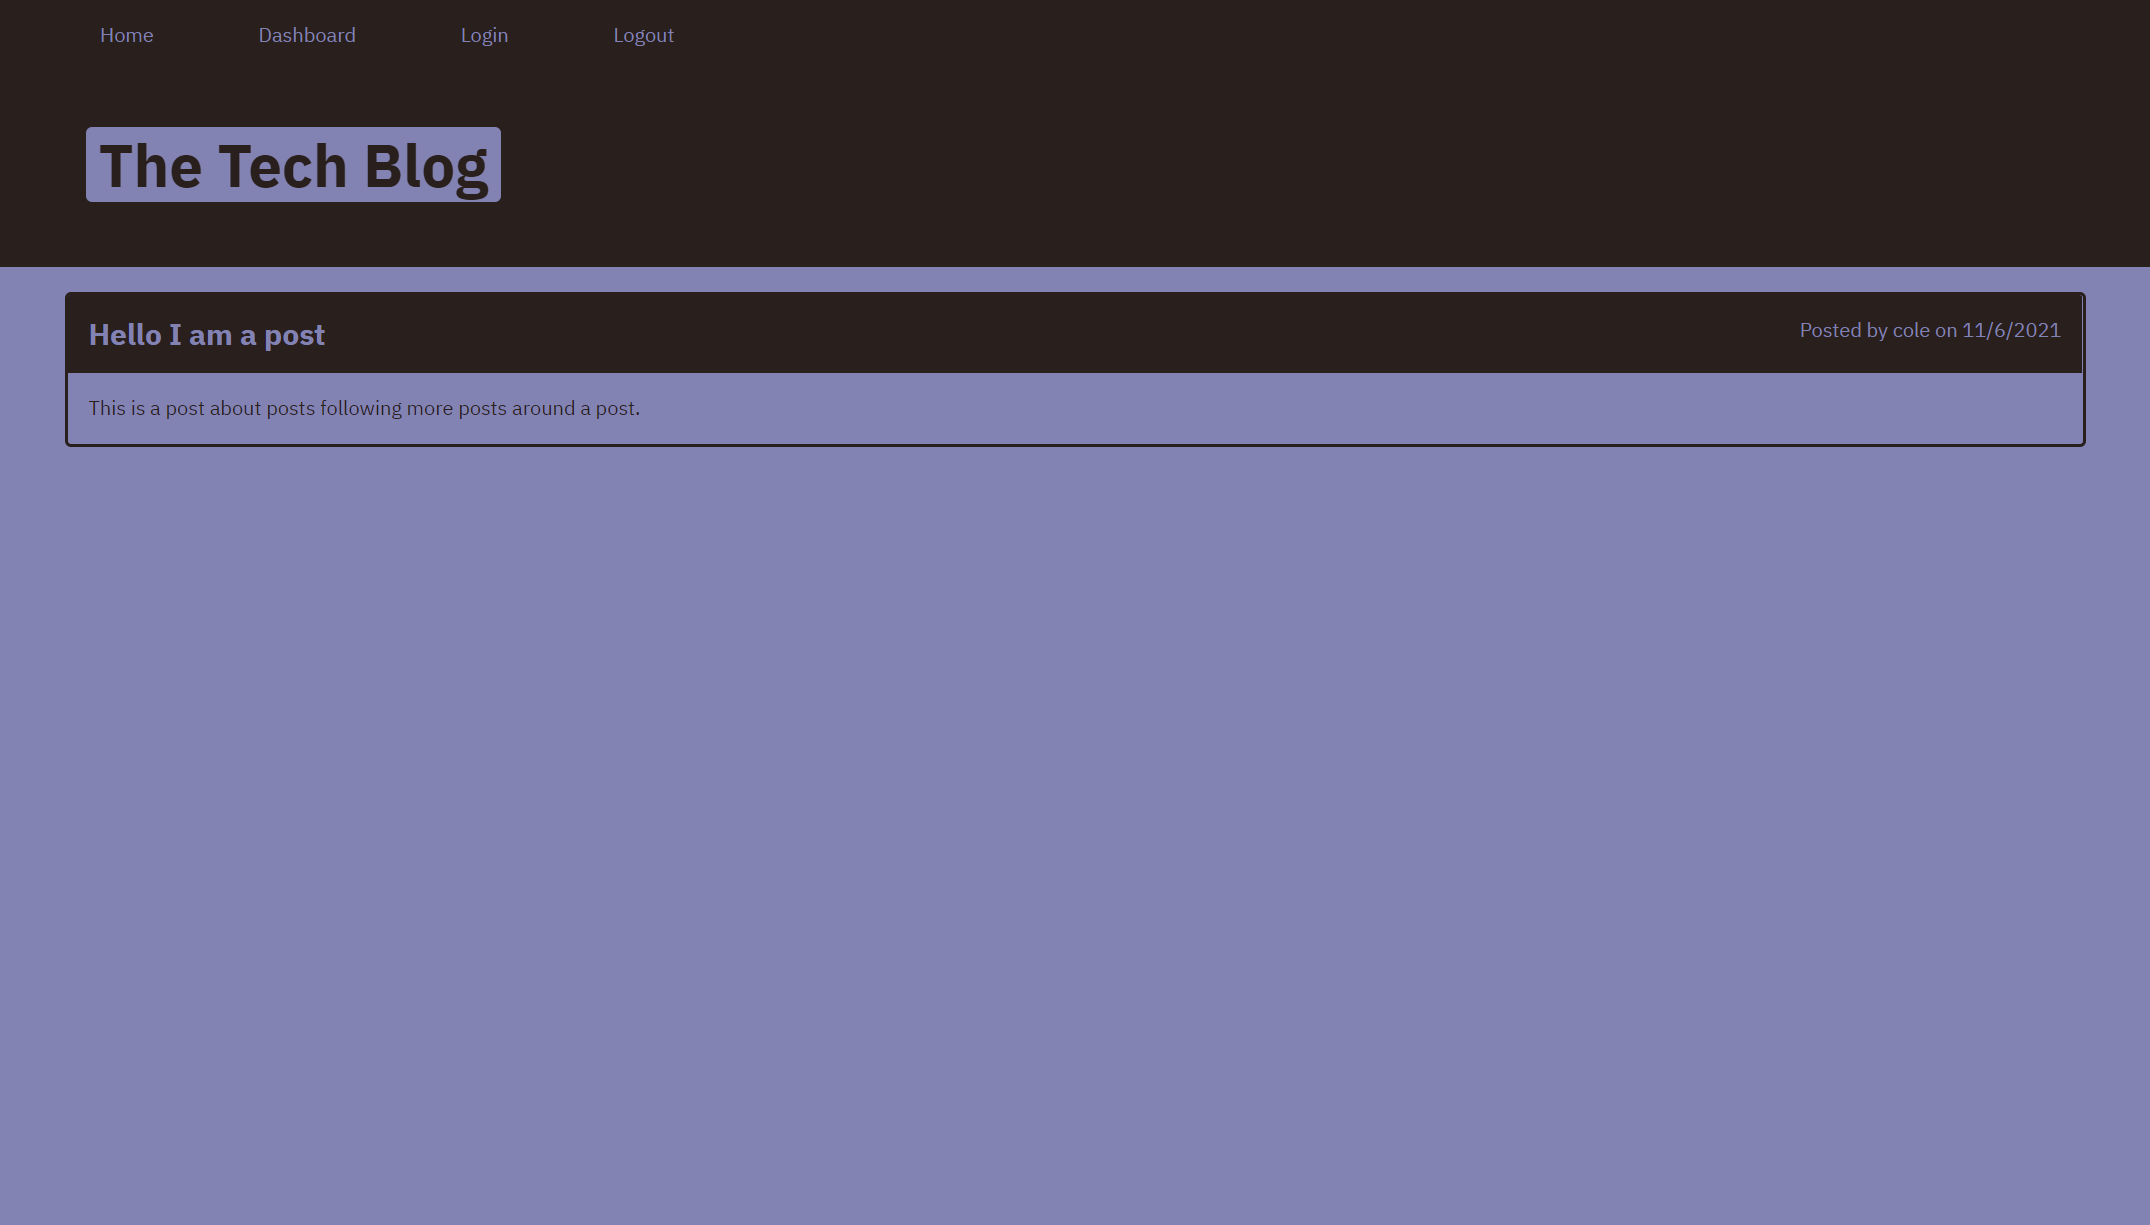 Home Dashboard Login Logout
The Tech Blog
Hello I am a post
Posted by cole on 11/6/2021
This is a post about posts following more posts around a post.